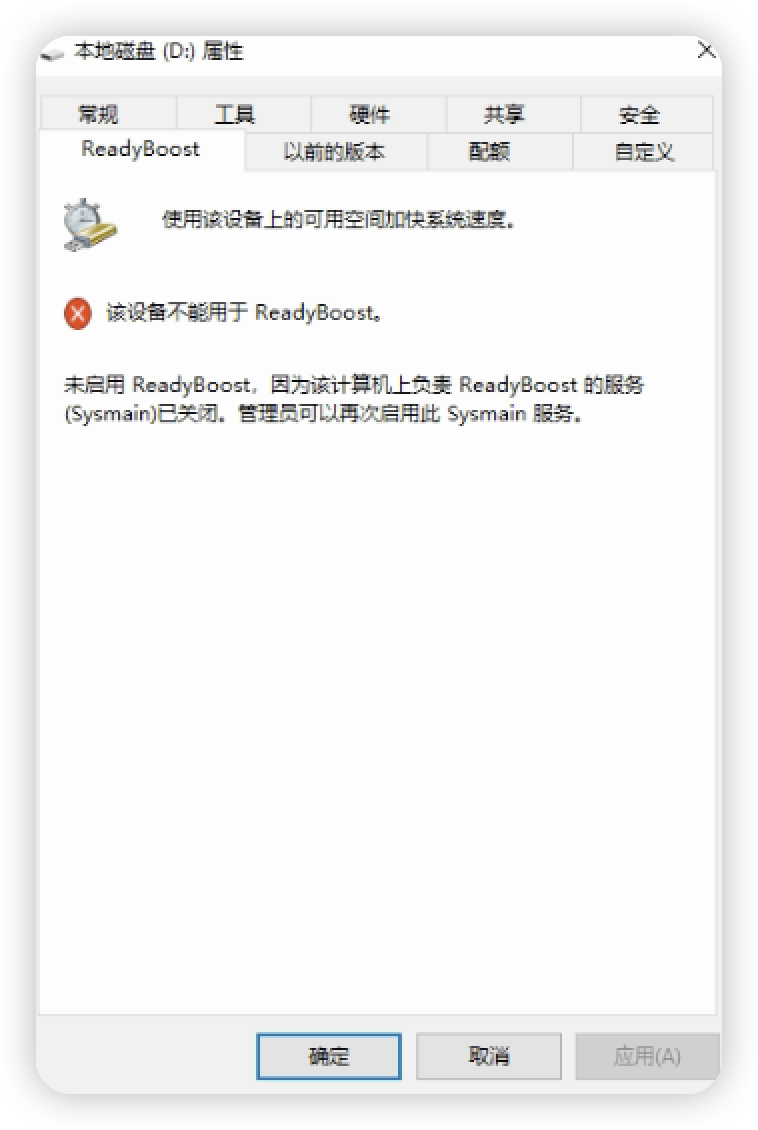 本地磁盘 (D:) 属性
常规 工具 硬件 共享 安全
ReadyBoost 以前的版本 配额 自定义
使用该设备上的可用空间加快系统速度。
该设备不能用于 ReadyBoost。
未启用 ReadyBoost，因为该计算机上负责 ReadyBoost 的服务
(Sysmain)已关闭。管理员可以再次启用此 Sysmain 服务。
确定 取消 应用(A)